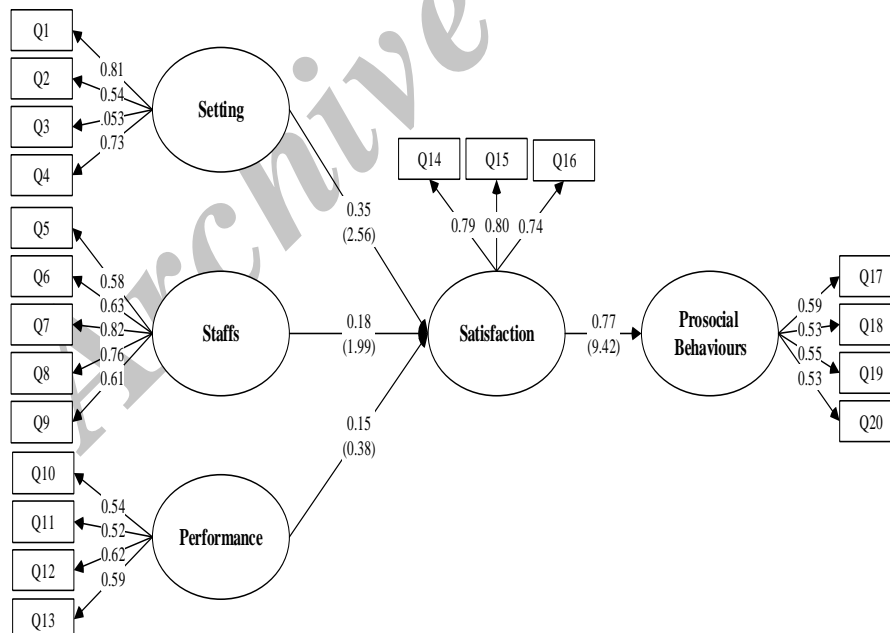 Q1
Q2
Q3
Q4
0.81
0.54
.053
0.73
Setting
Q5
Q6
Q7
Q8
Q9
0.58
0.63
0.82
0.76
0.61
Staffs
Q10
Q11
Q12
Q13
0.54
0.52
0.62
0.59
Performance
0.35
(2.56)
0.18
(1.99)
0.15
(0.38)
Q14
Q15
Q16
0.79
0.80
0.74
Satisfaction
0.77
(9.42)
Prosocial
Behaviours
0.59
0.53
0.55
0.53
Q17
Q18
Q19
Q20
Archive